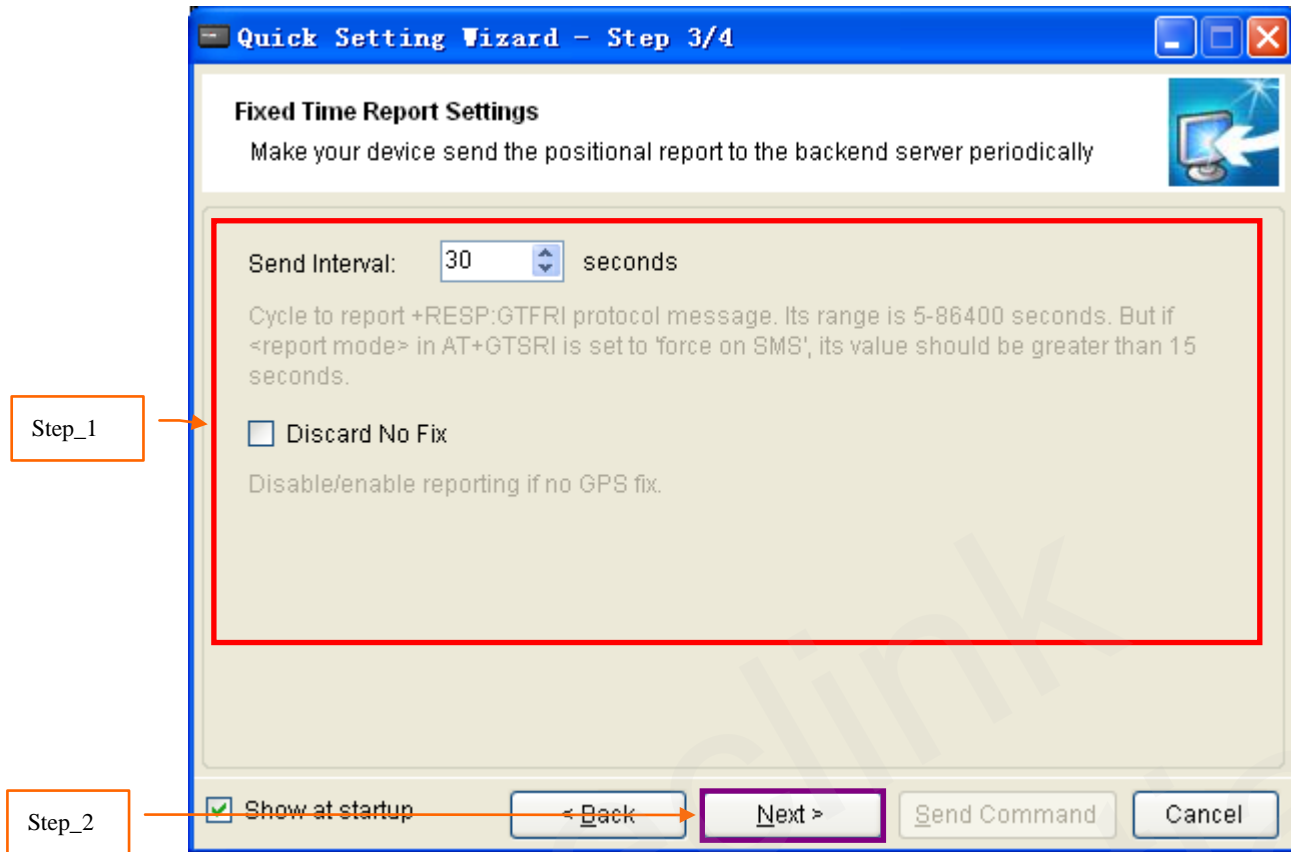 Quick Setting Wizard - Step 3/4
Fixed Time Report Settings
Make your device send the positional report to the backend server periodically
Send Interval: 30 seconds
Cycle to report +RESP:GTFRI protocol message. Its range is 5-86400 seconds. But if
<report mode> in AT+GTSRI is set to 'force on SMS', its value should be greater than 15
seconds.
Step_1
Discard No Fix
Disable/enable reporting if no GPS fix.
Step_2
Show at startup < Back Next > Send Command Cancel